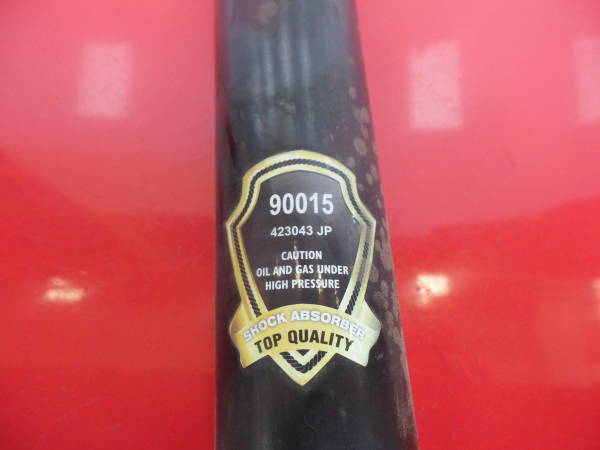 90015
423043 JP
CAUTION
OIL AND GAS UNDER
HIGH PRESSURE
SHOCK ABSORBER
TOP QUALITY